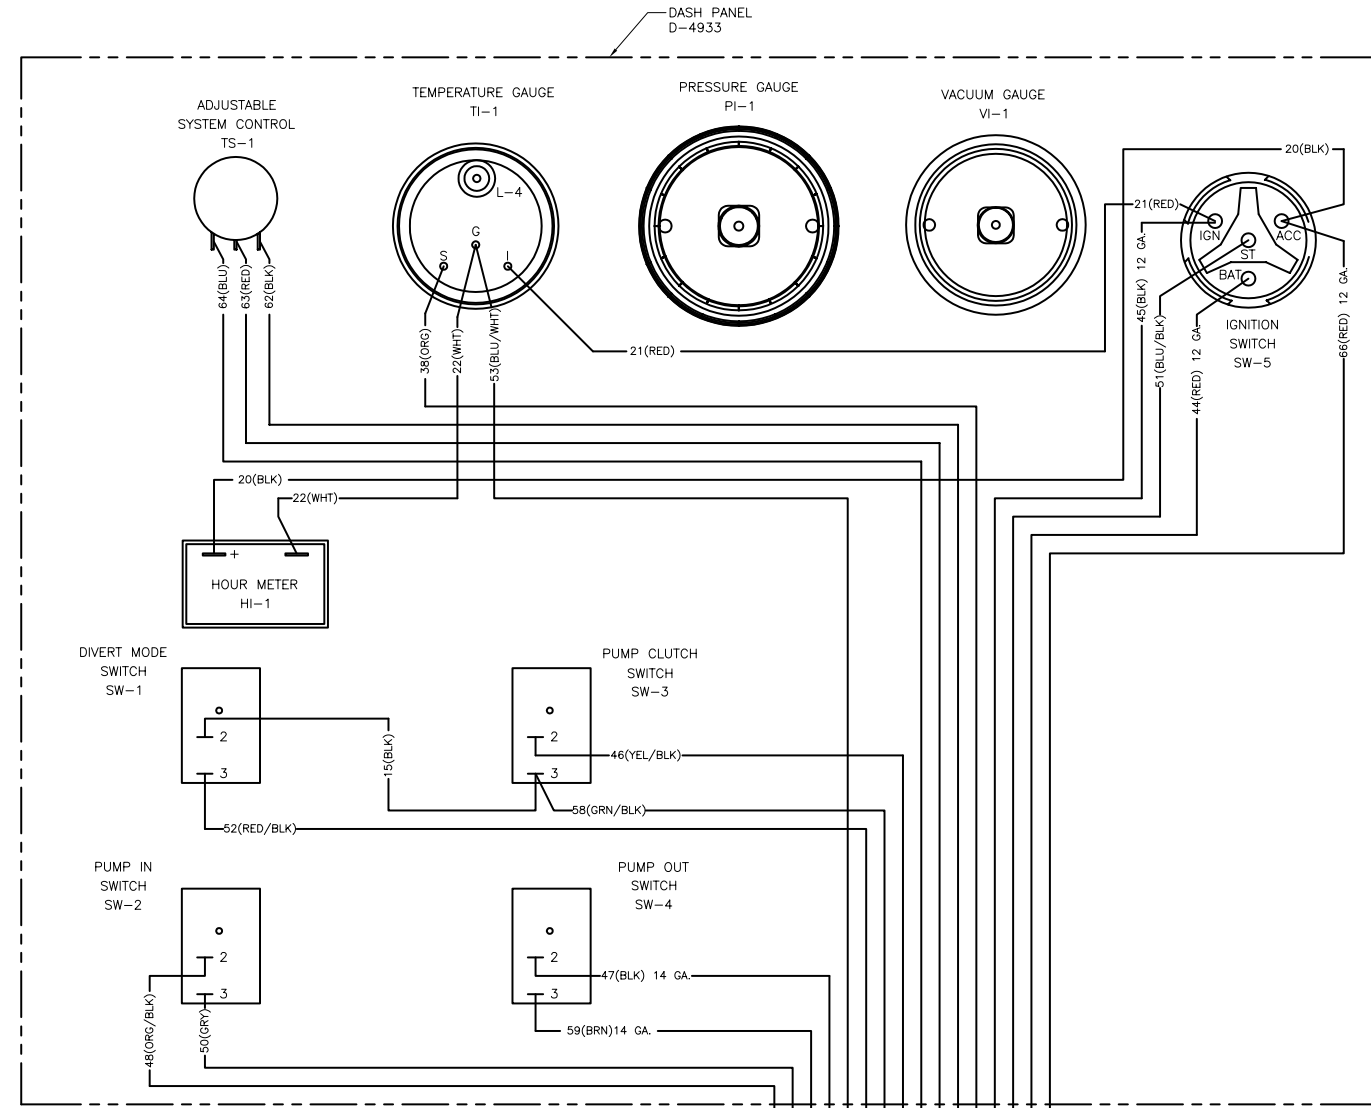 DASH PANEL
D-4933
ADJUSTABLE
SYSTEM CONTROL
TS-1
TEMPERATURE GAUGE
TI-1
PRESSURE GAUGE
PI-1
VACUUM GAUGE
VI-1
20(BLK)
L-4
G
S
I
21(RED)
IGN
ACC
ST
BAT
IGNITION
SWITCH
SW-5
64(BLU)
63(RED)
62(BLK)
38(ORG)
22(WHT)
53(BLU/WHT)
21(RED)
45(BLK) 12 GA.
51(BLU/BLK)
44(RED) 12 GA.
66(RED) 12 GA.
20(BLK)
22(WHT)
+
HOUR METER
HI-1
DIVERT MODE
SWITCH
SW-1
2
3
15(BLK)
52(RED/BLK)
PUMP CLUTCH
SWITCH
SW-3
2
3
46(YEL/BLK)
58(GRN/BLK)
PUMP IN
SWITCH
SW-2
2
3
48(ORG/BLK)
50(GRY)
PUMP OUT
SWITCH
SW-4
2
3
47(BLK) 14 GA.
59(BRN)14 GA.